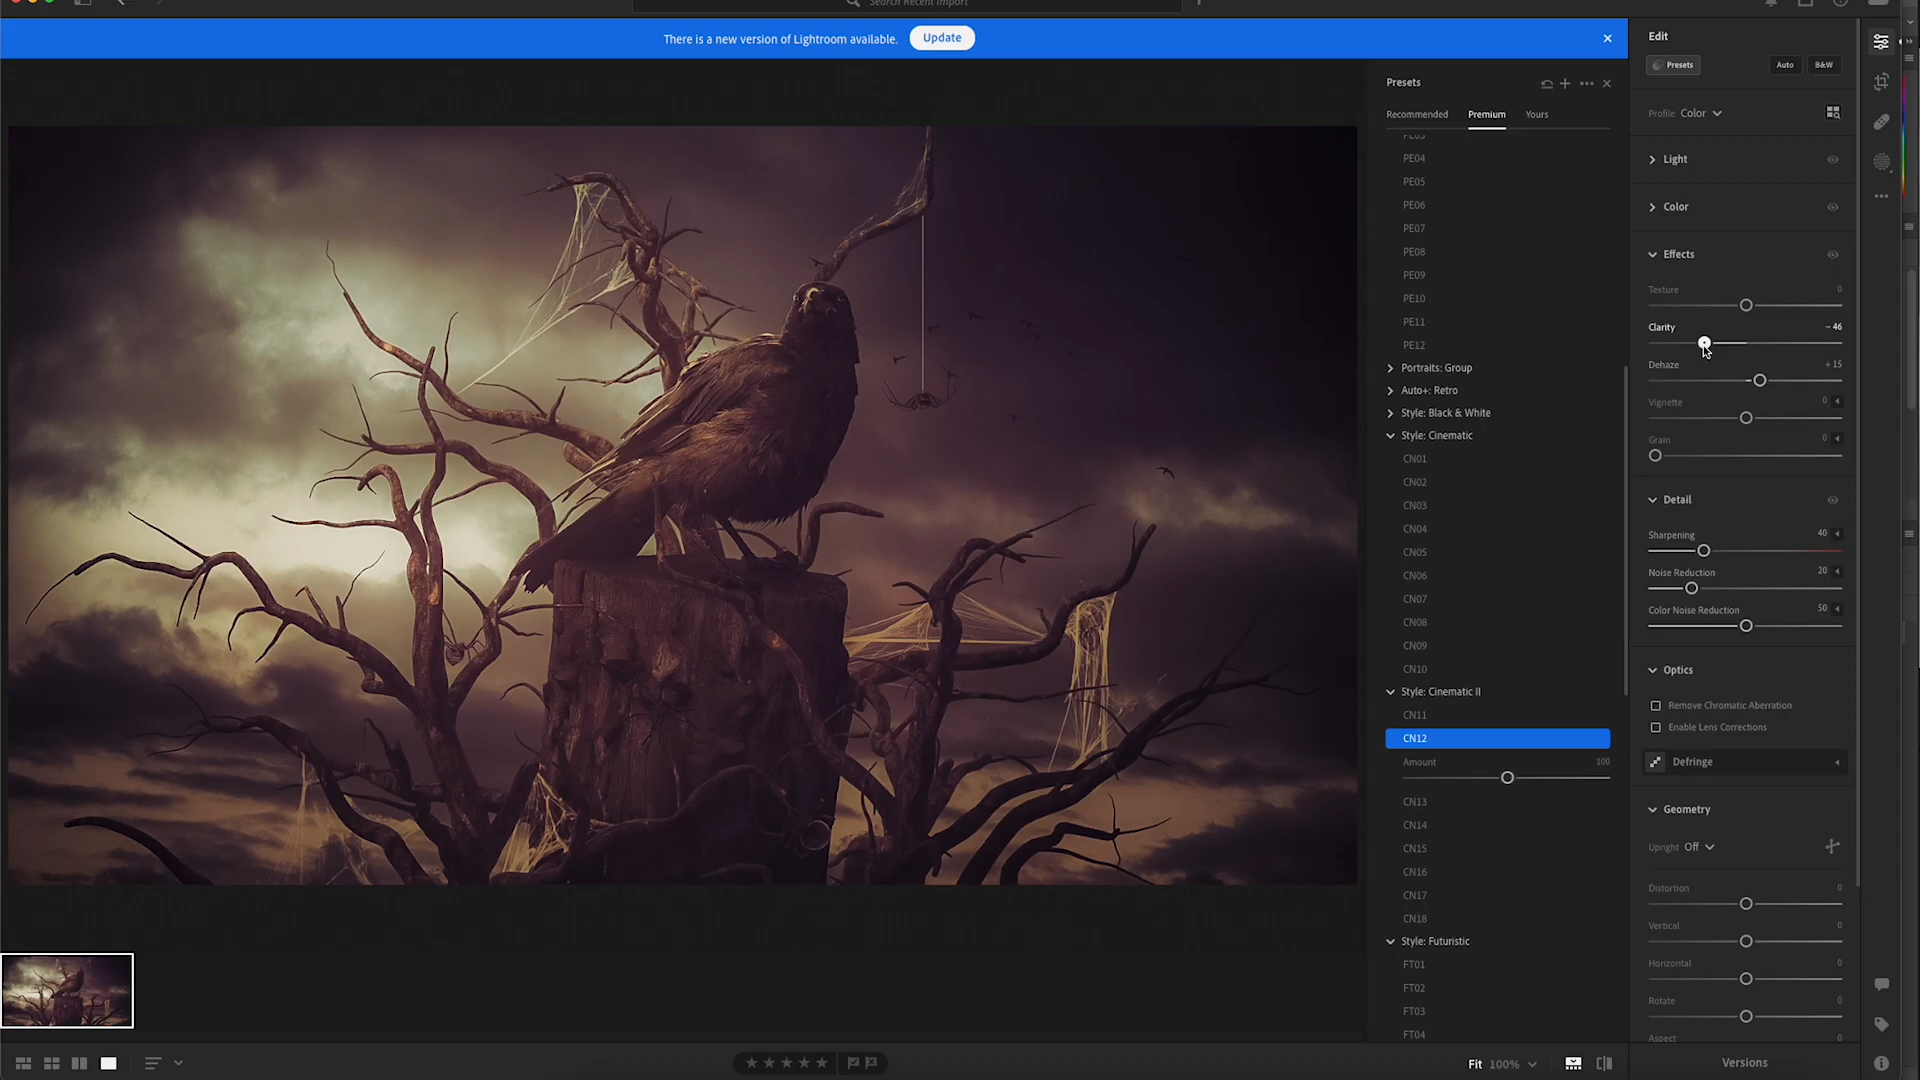 Search Recent Import
There is a new version of Lightroom available.
Update
Edit
Presets
Auto
B&W
Profile Color
Light
Color
Effects
Texture 0
Clarity − 46
Dehaze + 15
Vignette 0
Grain 0
Detail
Sharpening 40
Noise Reduction 20
Color Noise Reduction 50
Optics
Remove Chromatic Aberration
Enable Lens Corrections
Defringe
Geometry
Upright Off
Distortion 0
Vertical 0
Horizontal 0
Rotate 0
Aspect
Versions
Presets
Recommended
Premium
Yours
PE03
PE04
PE05
PE06
PE07
PE08
PE09
PE10
PE11
PE12
Portraits: Group
Auto+: Retro
Style: Black & White
Style: Cinematic
CN01
CN02
CN03
CN04
CN05
CN06
CN07
CN08
CN09
CN10
Style: Cinematic II
CN11
CN12
Amount 100
CN13
CN14
CN15
CN16
CN17
CN18
Style: Futuristic
FT01
FT02
FT03
FT04
Fit 100%